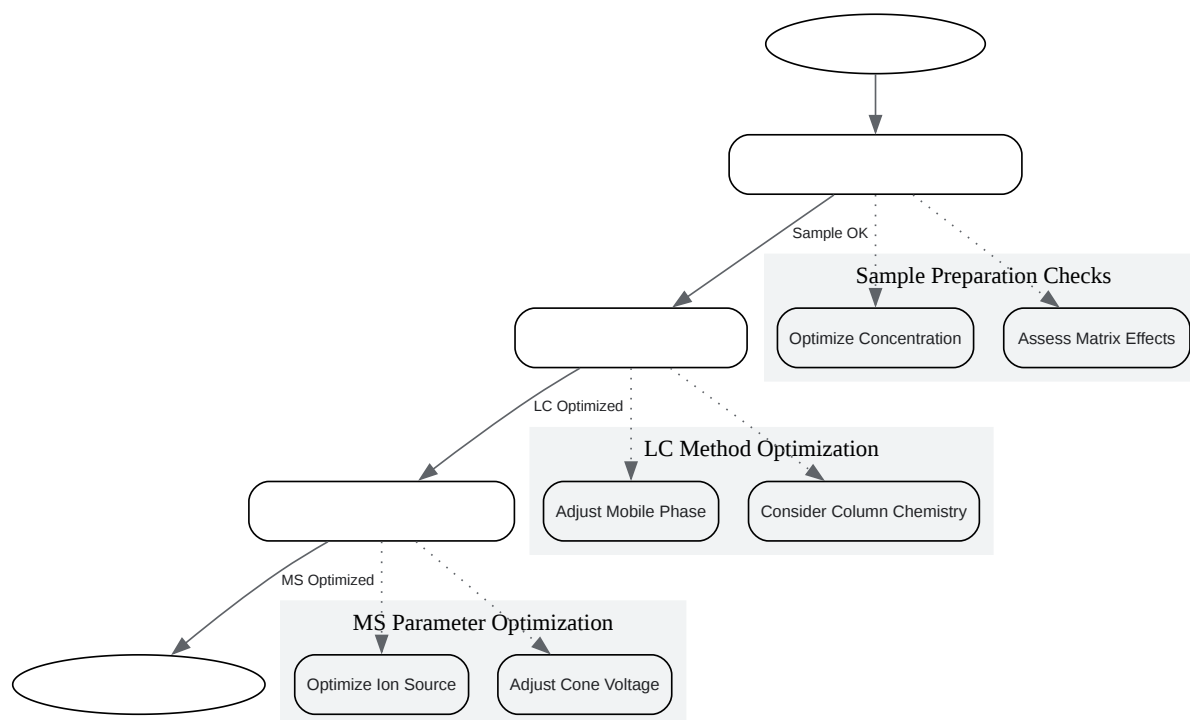 Sample OK
Sample Preparation Checks
Optimize Concentration
Assess Matrix Effects
LC Optimized
LC Method Optimization
Adjust Mobile Phase
Consider Column Chemistry
MS Optimized
MS Parameter Optimization
Optimize Ion Source
Adjust Cone Voltage